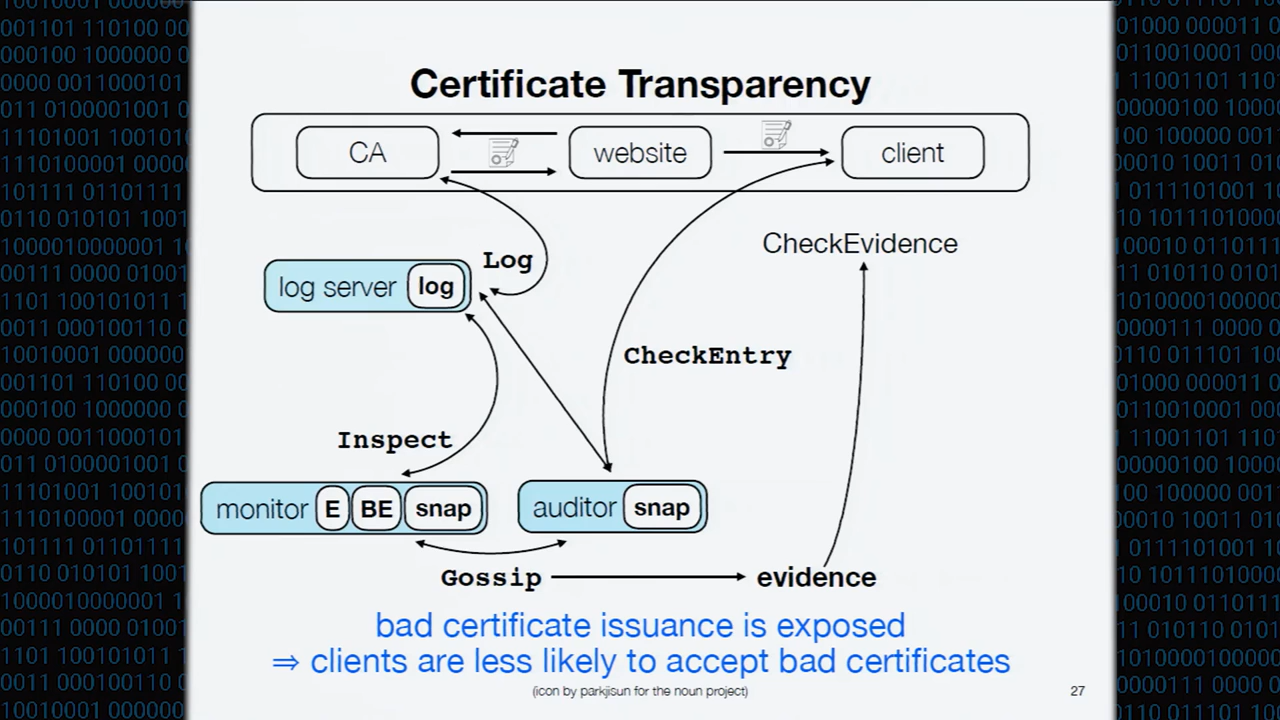 Certificate Transparency
CA
website
client
CheckEvidence
Log
log server log
CheckEntry
Inspect
monitor E BE snap
auditor snap
Gossip
evidence
bad certificate issuance is exposed
⇒ clients are less likely to accept bad certificates
(icon by parkjisun for the noun project)
27